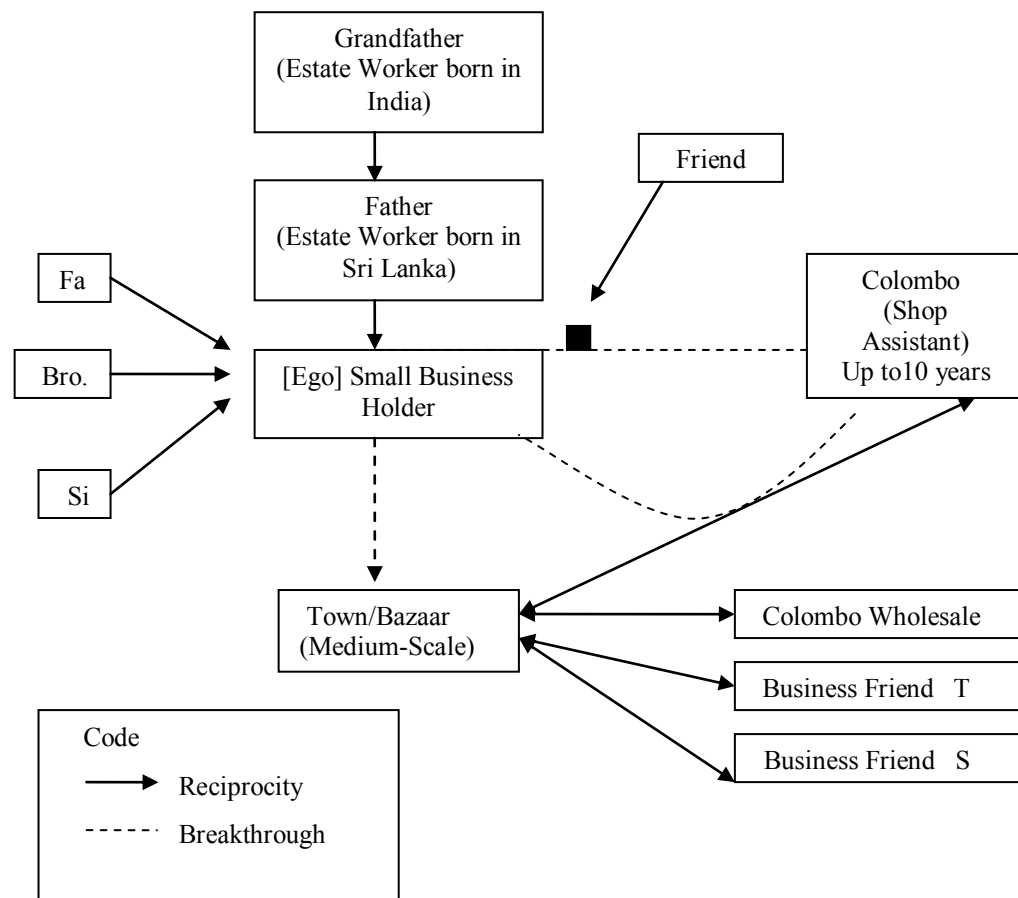 Grandfather
(Estate Worker born in
India)
Friend
Father
(Estate Worker born in
Sri Lanka)
Fa
Colombo
(Shop
Assistant)
Up to10 years
Bro.
[Ego] Small Business
Holder
Si
Town/Bazaar
(Medium-Scale)
Colombo Wholesale
Business Friend T
Business Friend S
Code
Reciprocity
Breakthrough